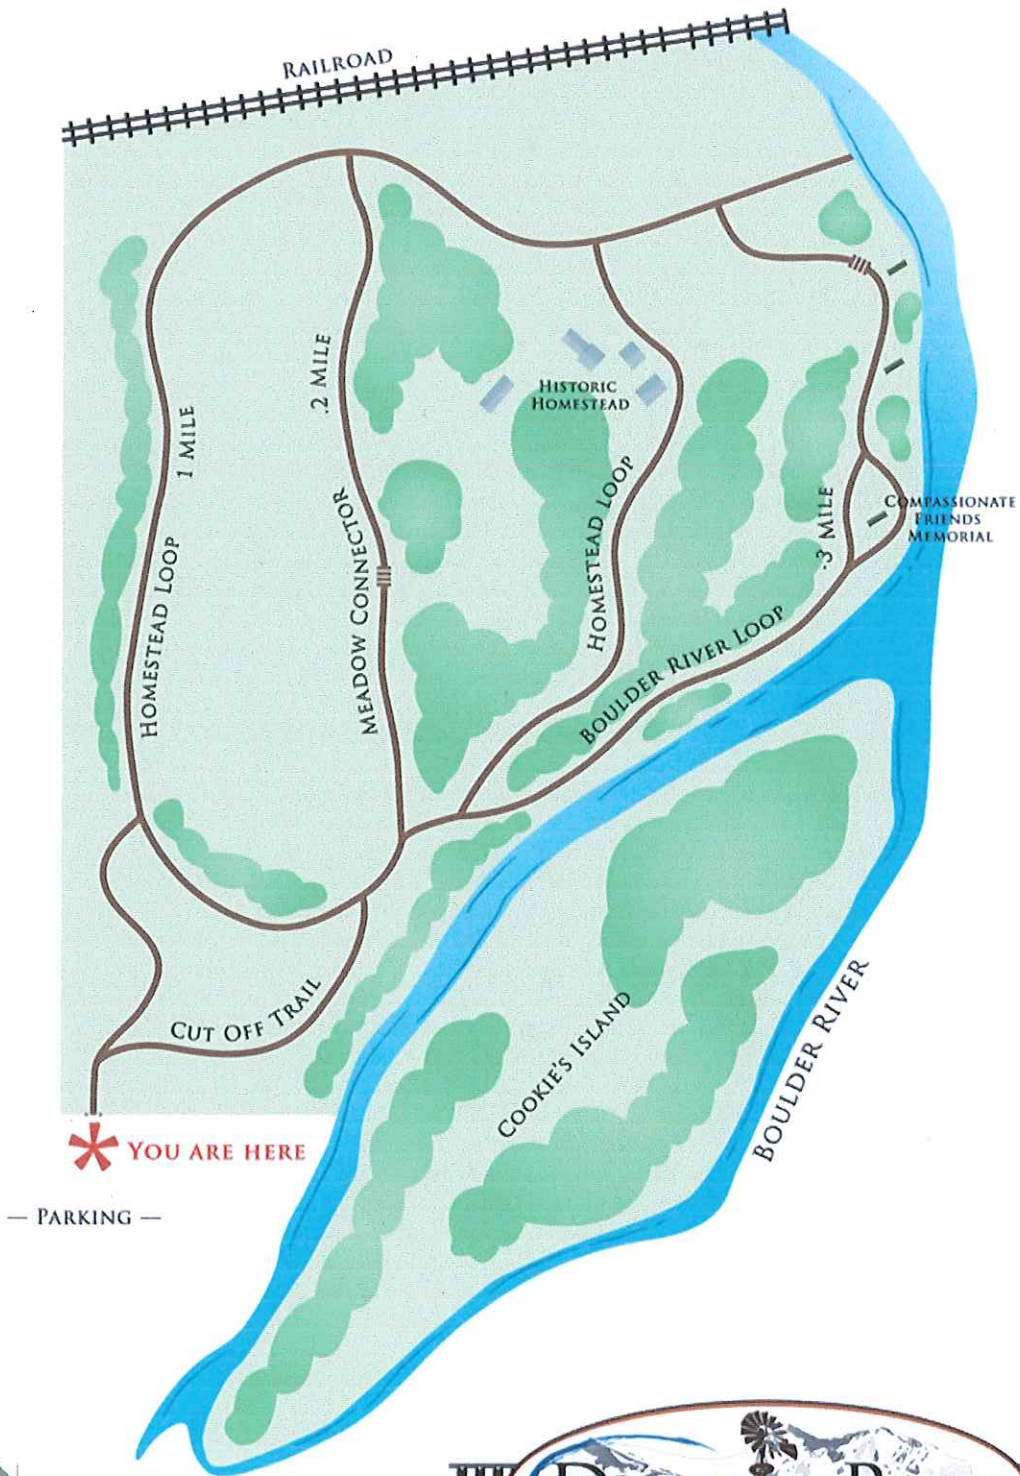 RAILROAD
.2 MILE
1 MILE
HISTORIC
HOMESTEAD
HOMESTEAD LOOP
.3 MILE
COMPASSIONATE
FRIENDS
MEMORIAL
MEADOW CONNECTOR
HOMESTEAD LOOP
BOULDER RIVER LOOP
CUT OFF TRAIL
COOKIE'S ISLAND
BOULDER RIVER
YOU ARE HERE
— PARKING —